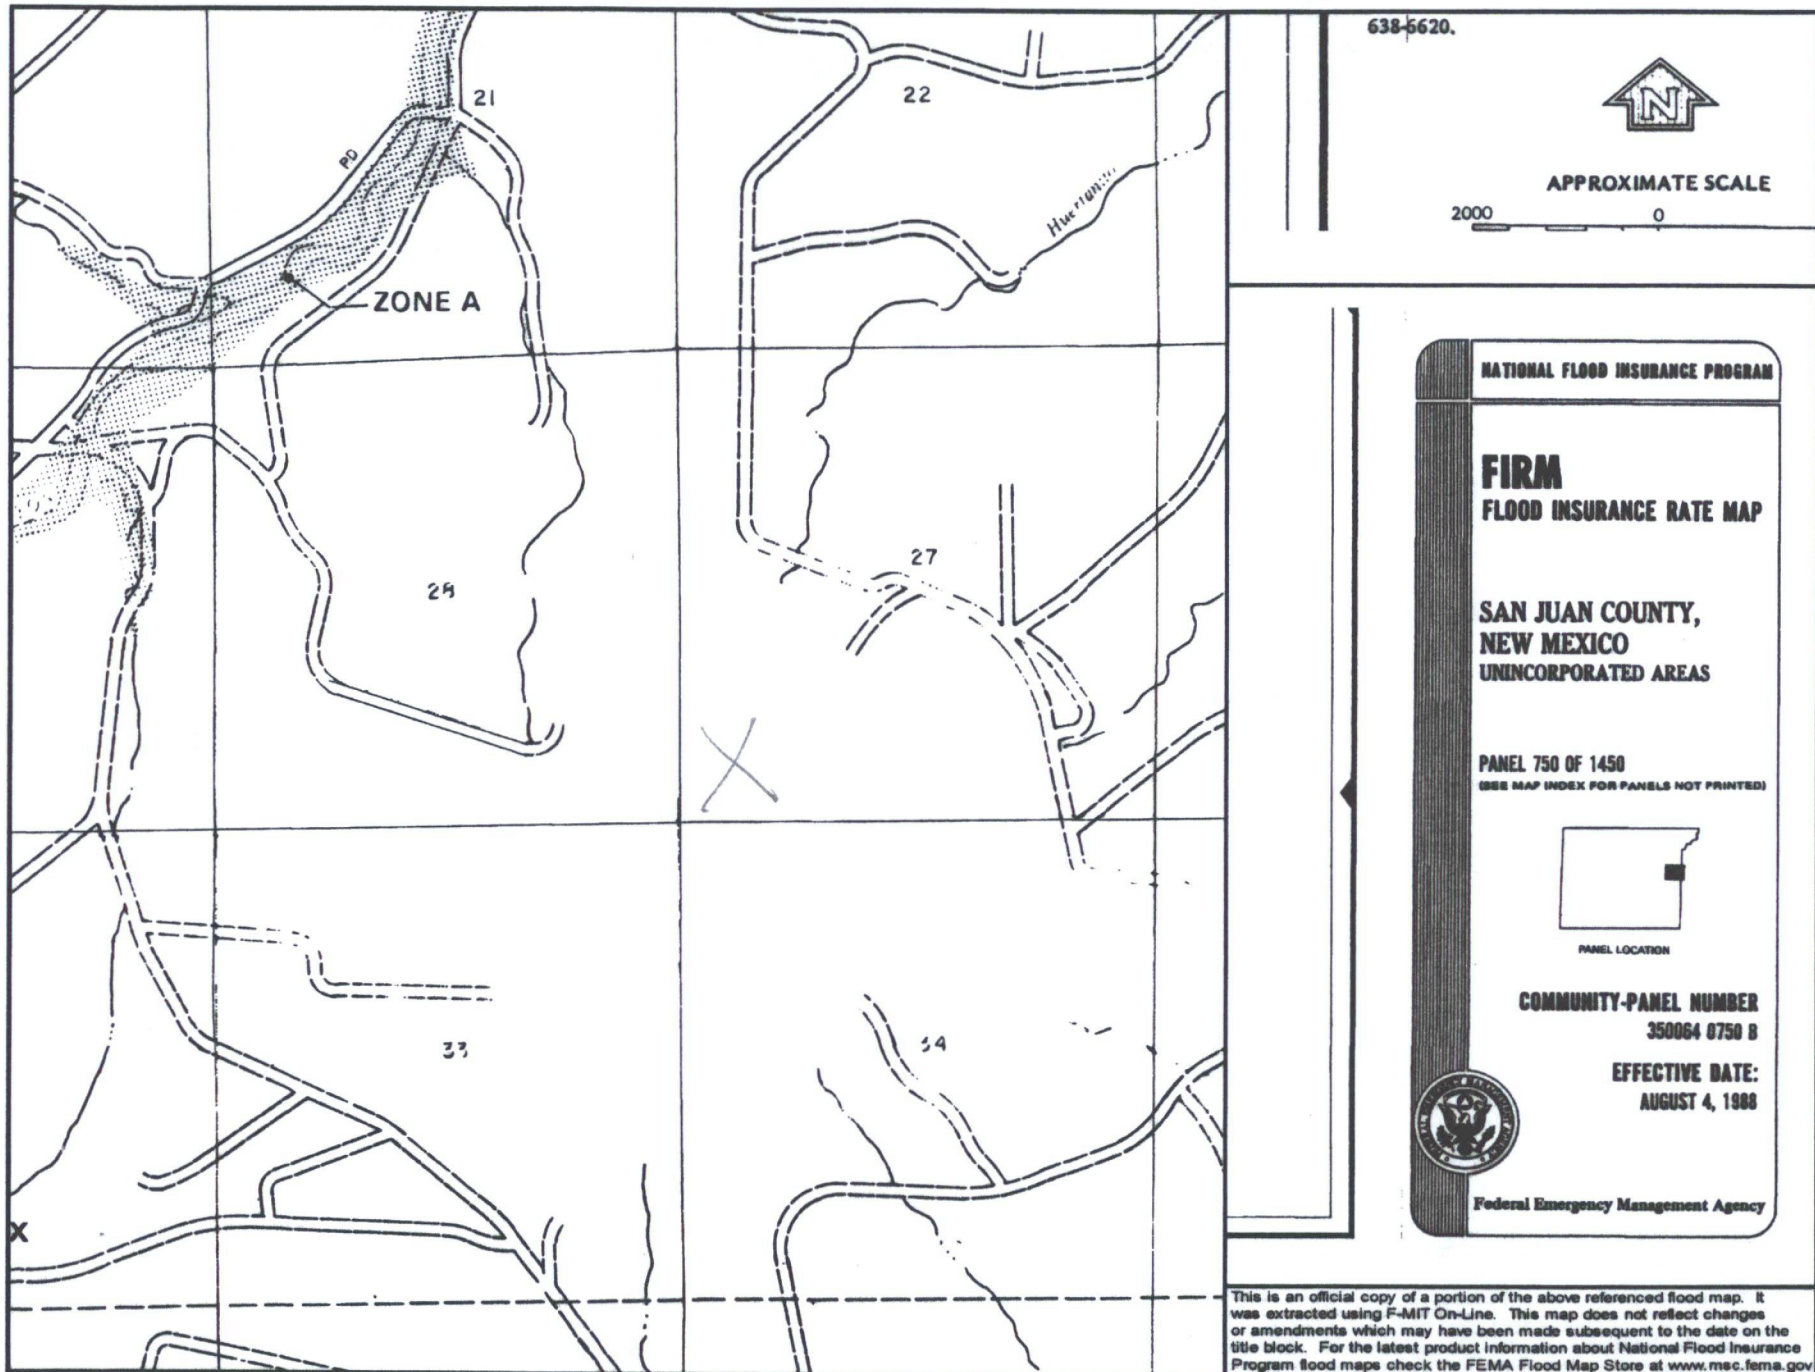 638-6620.
APPROXIMATE SCALE
2000 0
NATIONAL FLOOD INSURANCE PROGRAM
FIRM
FLOOD INSURANCE RATE MAP
SAN JUAN COUNTY,
NEW MEXICO
UNINCORPORATED AREAS
PANEL 750 OF 1450
(SEE MAP INDEX FOR PANELS NOT PRINTED)
PANEL LOCATION
COMMUNITY-PANEL NUMBER
350064 0750 B
EFFECTIVE DATE:
AUGUST 4, 1988
Federal Emergency Management Agency
This is an official copy of a portion of the above referenced flood map. It
was extracted using F-MIT On-Line. This map does not reflect changes
or amendments which may have been made subsequent to the date on the
title block. For the latest product information about National Flood Insurance
Program flood maps check the FEMA Flood Map Store at www.msc.fema.gov
N
21
22
PD
ZONE A
27
28
33
34
X
X